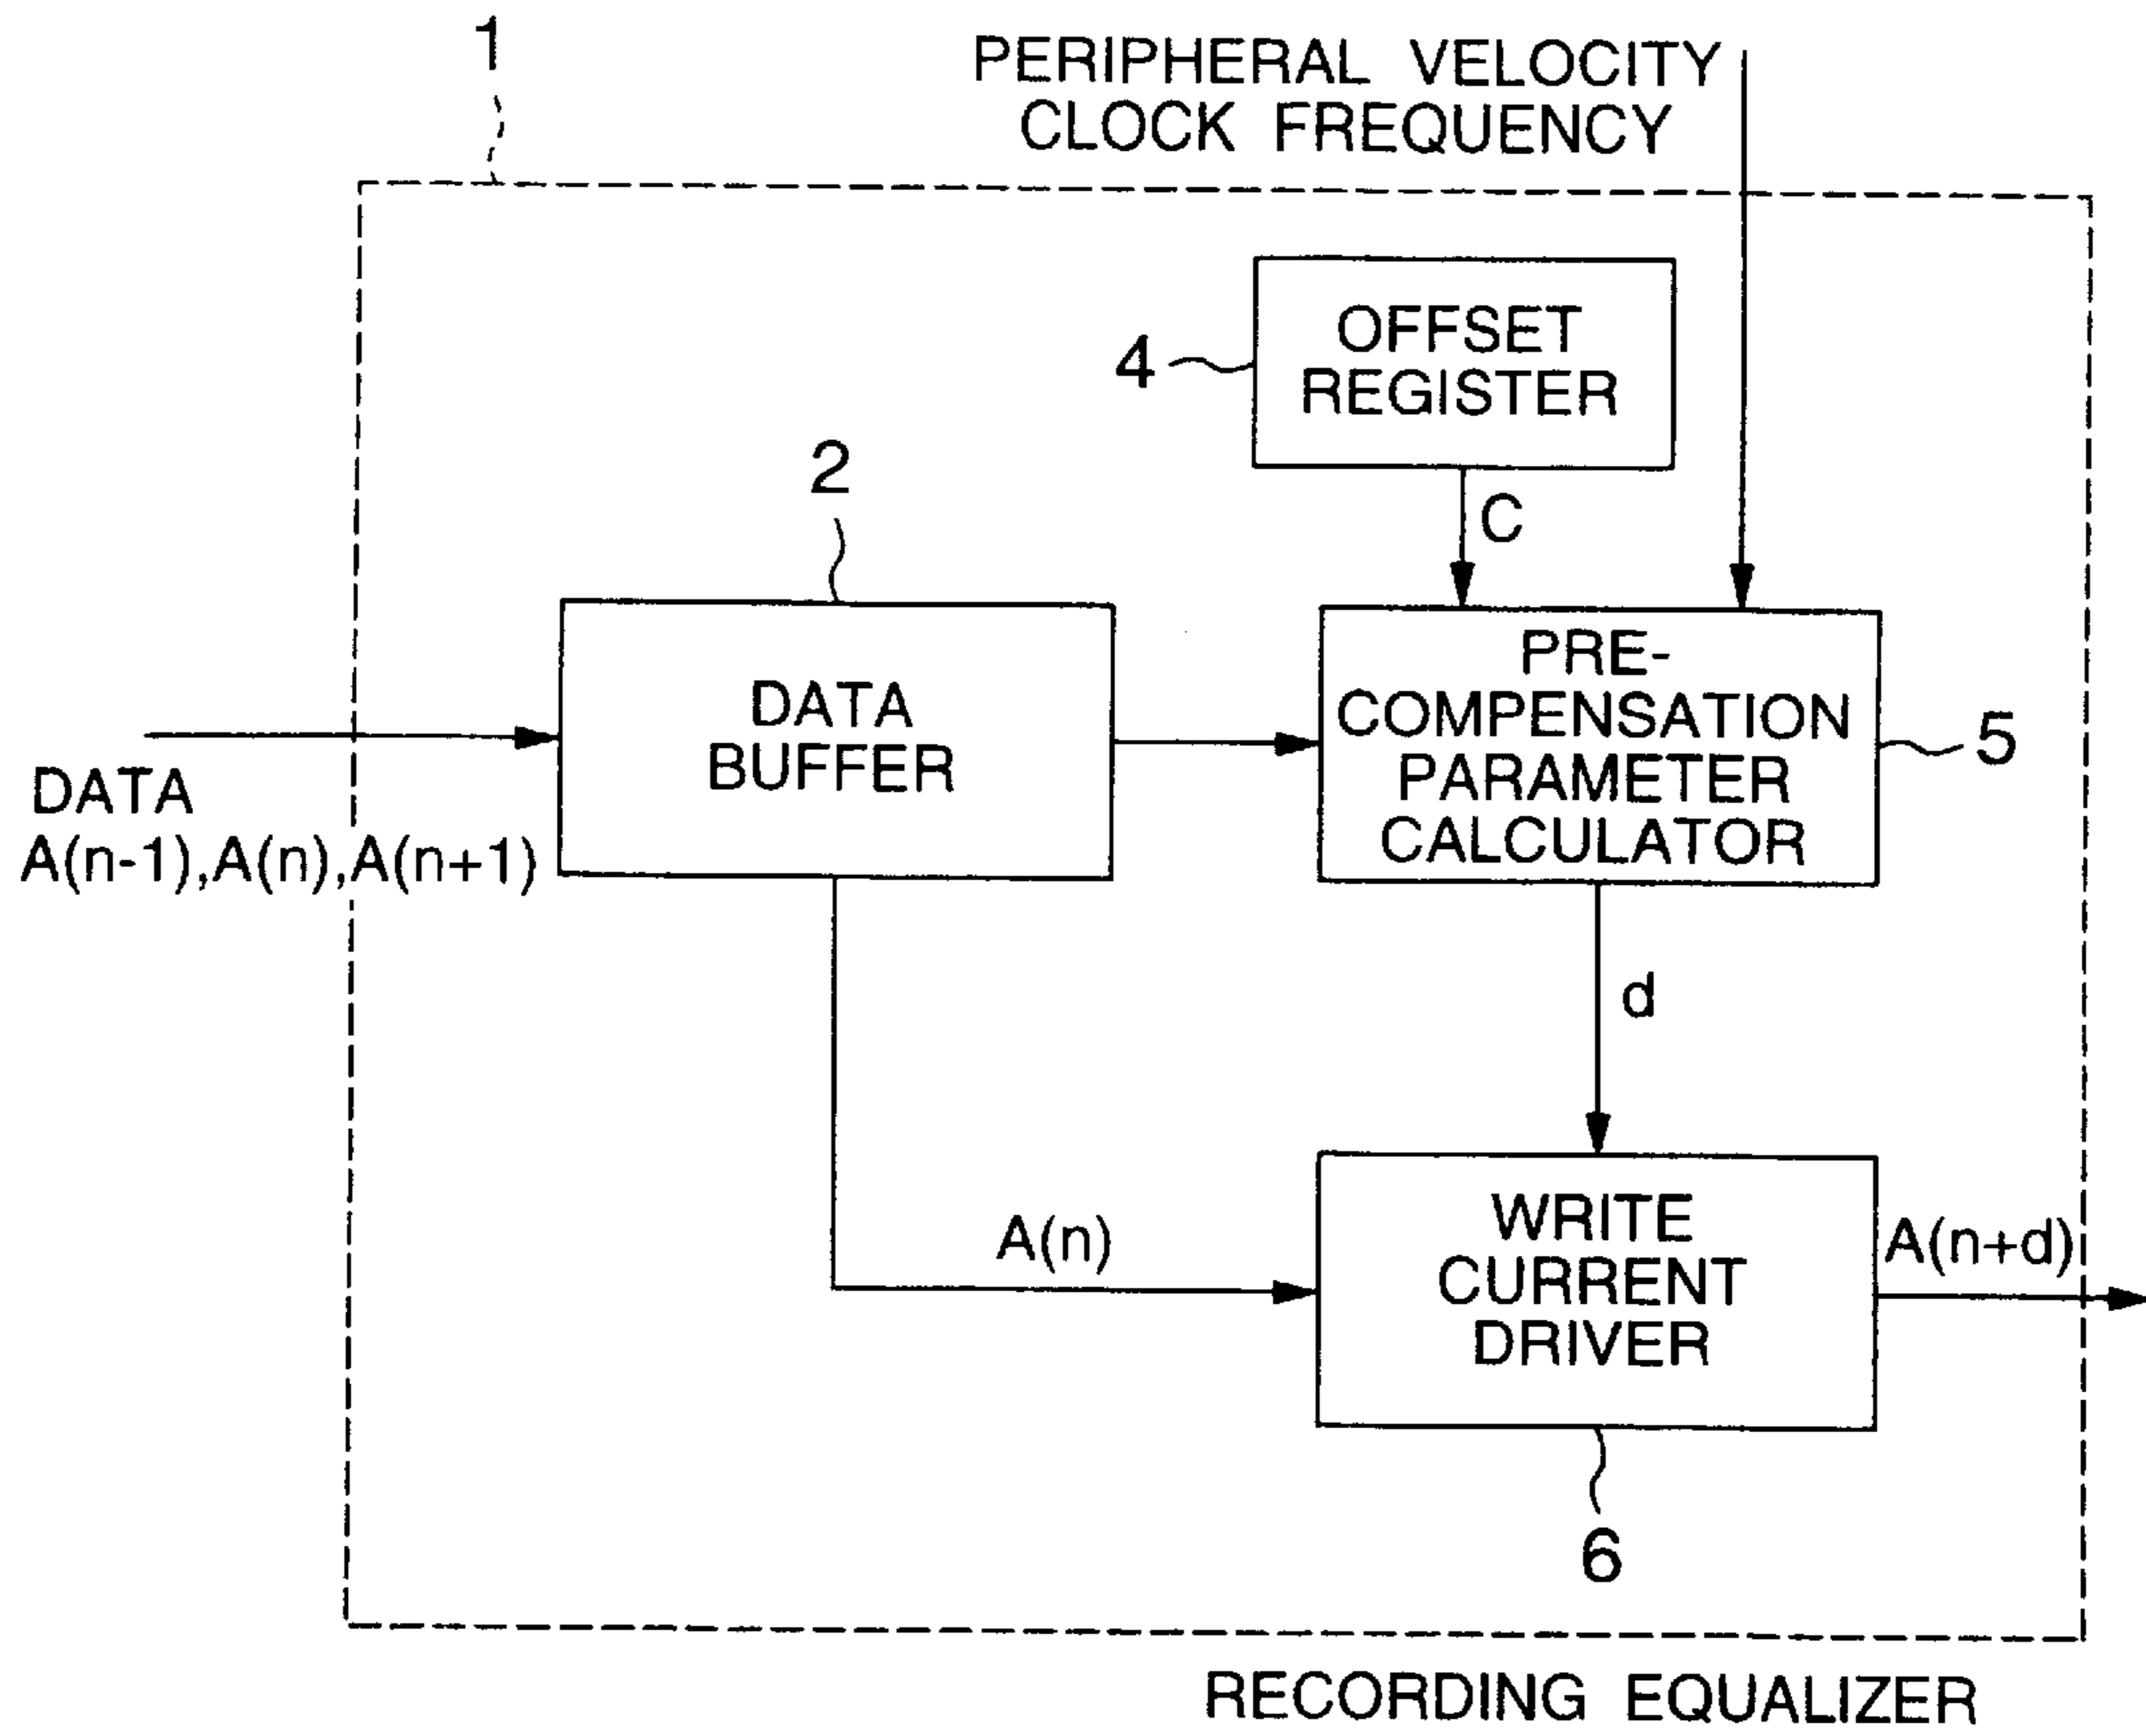 1
PERIPHERAL VELOCITY
CLOCK FREQUENCY
OFFSET
REGISTER
4
C
2
DATA
BUFFER
PRE-
COMPENSATION
PARAMETER
CALCULATOR
5
DATA
A(n-1),A(n),A(n+1)
d
A(n)
WRITE
CURRENT
DRIVER
A(n+d)
6
RECORDING EQUALIZER